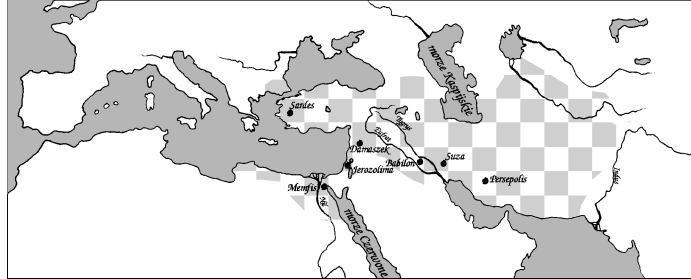 morze Kaspijskie
Sardes
Tygrys
Eufrat
Damaszek
Babilon
Suza
Jerozolima
Memfis
Persepolis
Nil
Indus
morze Czerwone